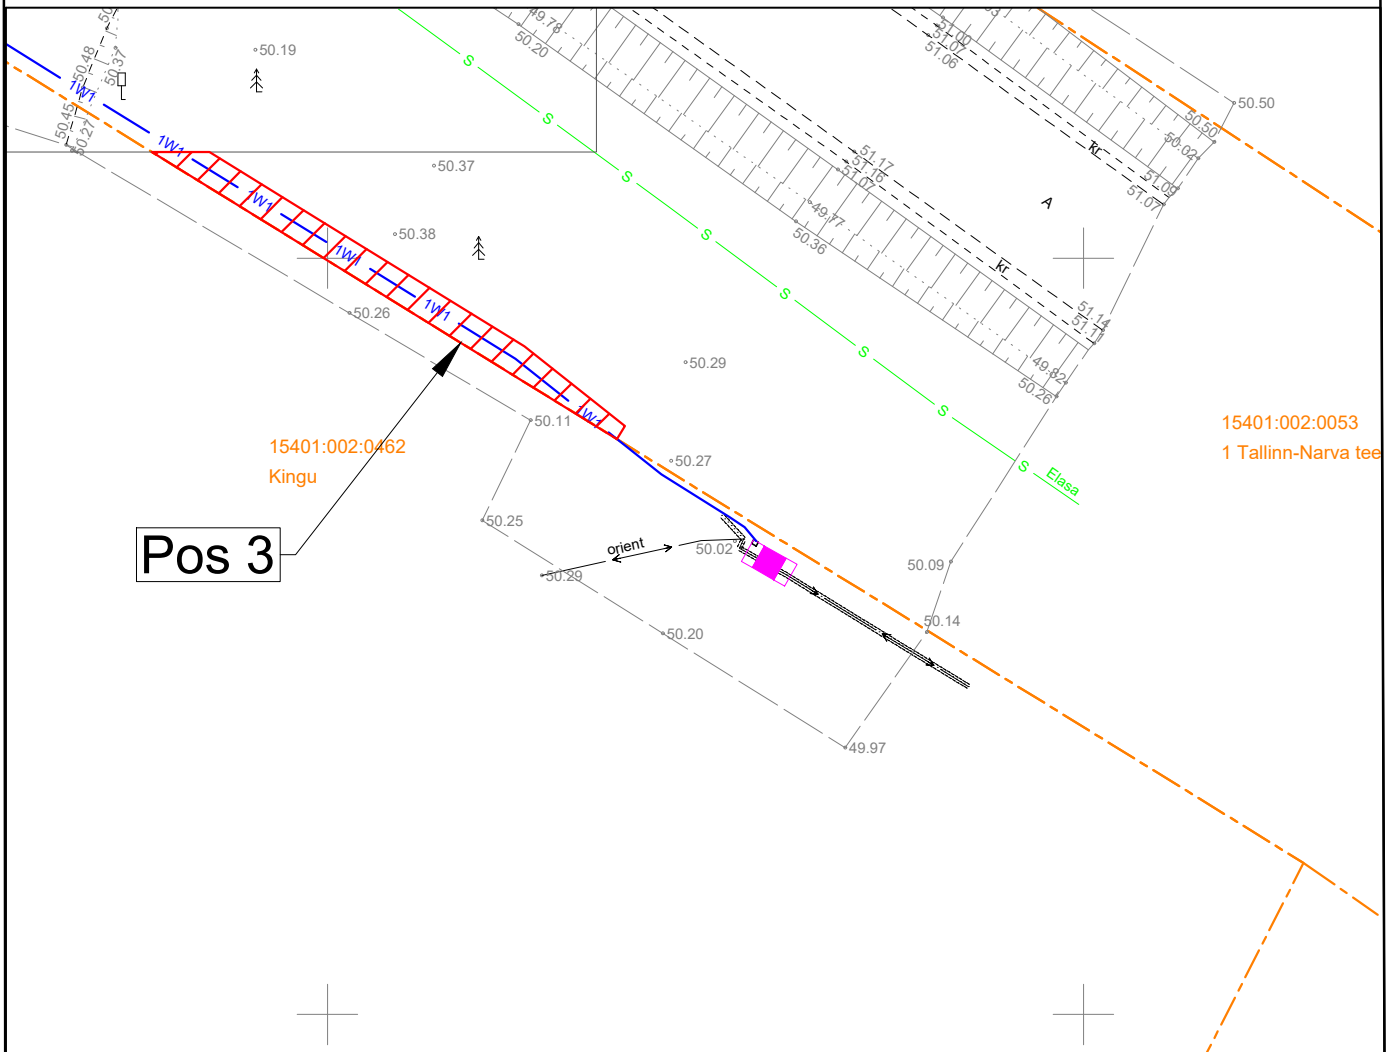 49.78
50.20
51.00
51.07
51.06
50.48
50.37
50.19
50.45
50.27
1W1
1W1
1W1
1W1
1W1
1W1
S
S
S
S
S
S
S
S
Elasa
50.50
50.50
50.02
51.09
51.07
kr
A
51.17
51.16
51.07
49.77
50.36
kr
51.14
51.11
49.82
50.26
50.37
50.38
50.26
50.29
50.11
50.27
15401:002:0462
Kingu
15401:002:0053
1 Tallinn-Narva tee
Pos 3
50.25
orient
50.02
50.29
50.09
50.14
50.20
49.97